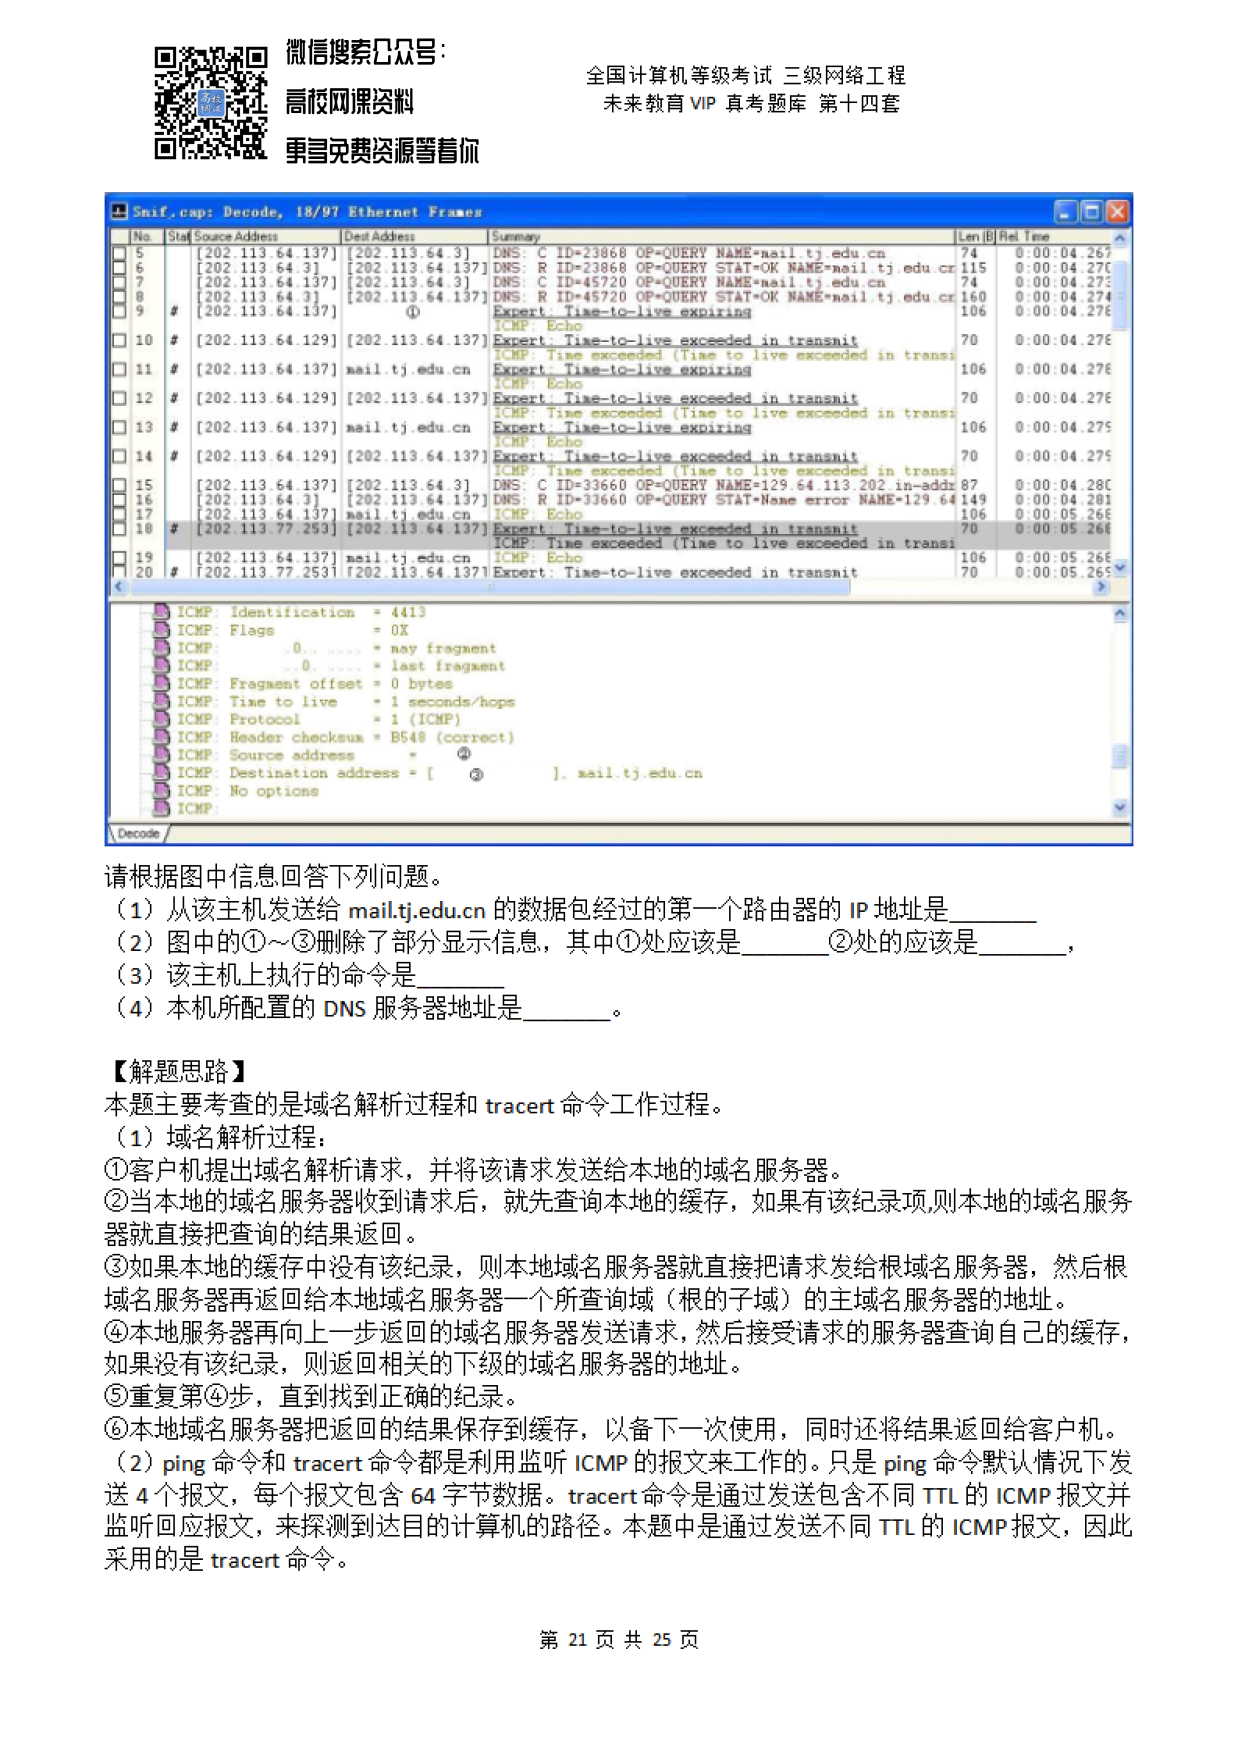 微信搜索公众号：
高校网课资料
更多免费资源等着你
全国计算机等级考试 三级网络工程
未来教育 VIP 真考题库 第十四套
Snif.cap: Decode, 18/97 Ethernet Frames
No. Stat Source Address Dest Address Summary Len [B] Rel. Time
5 [202.113.64.137] [202.113.64.3] DNS: C ID=23868 OP=QUERY NAME=mail.tj.edu.cn 74 0:00:04.267
6 [202.113.64.3] [202.113.64.137] DNS: R ID=23868 OP=QUERY STAT=OK NAME=mail.tj.edu.cn 115 0:00:04.270
7 [202.113.64.137] [202.113.64.3] DNS: C ID=45720 OP=QUERY NAME=mail.tj.edu.cn 74 0:00:04.273
8 [202.113.64.3] [202.113.64.137] DNS: R ID=45720 OP=QUERY STAT=OK NAME=mail.tj.edu.cn 160 0:00:04.274
9 # [202.113.64.137] ① Expert: Time-to-live expiring 106 0:00:04.278
ICMP: Echo
10 # [202.113.64.129] [202.113.64.137] Expert: Time-to-live exceeded in transmit 70 0:00:04.278
ICMP: Time exceeded (Time to live exceeded in transi
11 # [202.113.64.137] mail.tj.edu.cn Expert: Time-to-live expiring 106 0:00:04.278
ICMP: Echo
12 # [202.113.64.129] [202.113.64.137] Expert: Time-to-live exceeded in transmit 70 0:00:04.278
ICMP: Time exceeded (Time to live exceeded in transi
13 # [202.113.64.137] mail.tj.edu.cn Expert: Time-to-live expiring 106 0:00:04.279
ICMP: Echo
14 # [202.113.64.129] [202.113.64.137] Expert: Time-to-live exceeded in transmit 70 0:00:04.279
ICMP: Time exceeded (Time to live exceeded in transi
15 [202.113.64.137] [202.113.64.3] DNS: C ID=33660 OP=QUERY NAME=129.64.113.202.in-addr 87 0:00:04.280
16 [202.113.64.3] [202.113.64.137] DNS: R ID=33660 OP=QUERY STAT=Name error NAME=129.64 149 0:00:04.281
17 [202.113.64.137] mail.tj.edu.cn ICMP: Echo 106 0:00:05.268
18 # [202.113.77.253] [202.113.64.137] Expert: Time-to-live exceeded in transmit 70 0:00:05.268
ICMP: Time exceeded (Time to live exceeded in transi
19 [202.113.64.137] mail.tj.edu.cn ICMP: Echo 106 0:00:05.268
20 # [202.113.77.253] [202.113.64.137] Expert: Time-to-live exceeded in transmit 70 0:00:05.269
ICMP: Identification = 4413
ICMP: Flags = 0X
ICMP: .0.. .... = may fragment
ICMP: ..0. .... = last fragment
ICMP: Fragment offset = 0 bytes
ICMP: Time to live = 1 seconds/hops
ICMP: Protocol = 1 (ICMP)
ICMP: Header checksum = B548 (correct)
ICMP: Source address = ②
ICMP: Destination address = [ ③ ], mail.tj.edu.cn
ICMP: No options
ICMP:
Decode
请根据图中信息回答下列问题。
（1）从该主机发送给 mail.tj.edu.cn 的数据包经过的第一个路由器的 IP 地址是_______
（2）图中的①～③删除了部分显示信息，其中①处应该是_______②处的应该是_______，
（3）该主机上执行的命令是_______
（4）本机所配置的 DNS 服务器地址是_______。
【解题思路】
本题主要考查的是域名解析过程和 tracert 命令工作过程。
（1）域名解析过程：
①客户机提出域名解析请求，并将该请求发送给本地的域名服务器。
②当本地的域名服务器收到请求后，就先查询本地的缓存，如果有该纪录项,则本地的域名服务
器就直接把查询的结果返回。
③如果本地的缓存中没有该纪录，则本地域名服务器就直接把请求发给根域名服务器，然后根
域名服务器再返回给本地域名服务器一个所查询域（根的子域）的主域名服务器的地址。
④本地服务器再向上一步返回的域名服务器发送请求，然后接受请求的服务器查询自己的缓存，
如果没有该纪录，则返回相关的下级的域名服务器的地址。
⑤重复第④步，直到找到正确的纪录。
⑥本地域名服务器把返回的结果保存到缓存，以备下一次使用，同时还将结果返回给客户机。
（2）ping 命令和 tracert 命令都是利用监听 ICMP 的报文来工作的。只是 ping 命令默认情况下发
送 4 个报文，每个报文包含 64 字节数据。tracert 命令是通过发送包含不同 TTL 的 ICMP 报文并
监听回应报文，来探测到达目的计算机的路径。本题中是通过发送不同 TTL 的 ICMP 报文，因此
采用的是 tracert 命令。
第 21 页 共 25 页